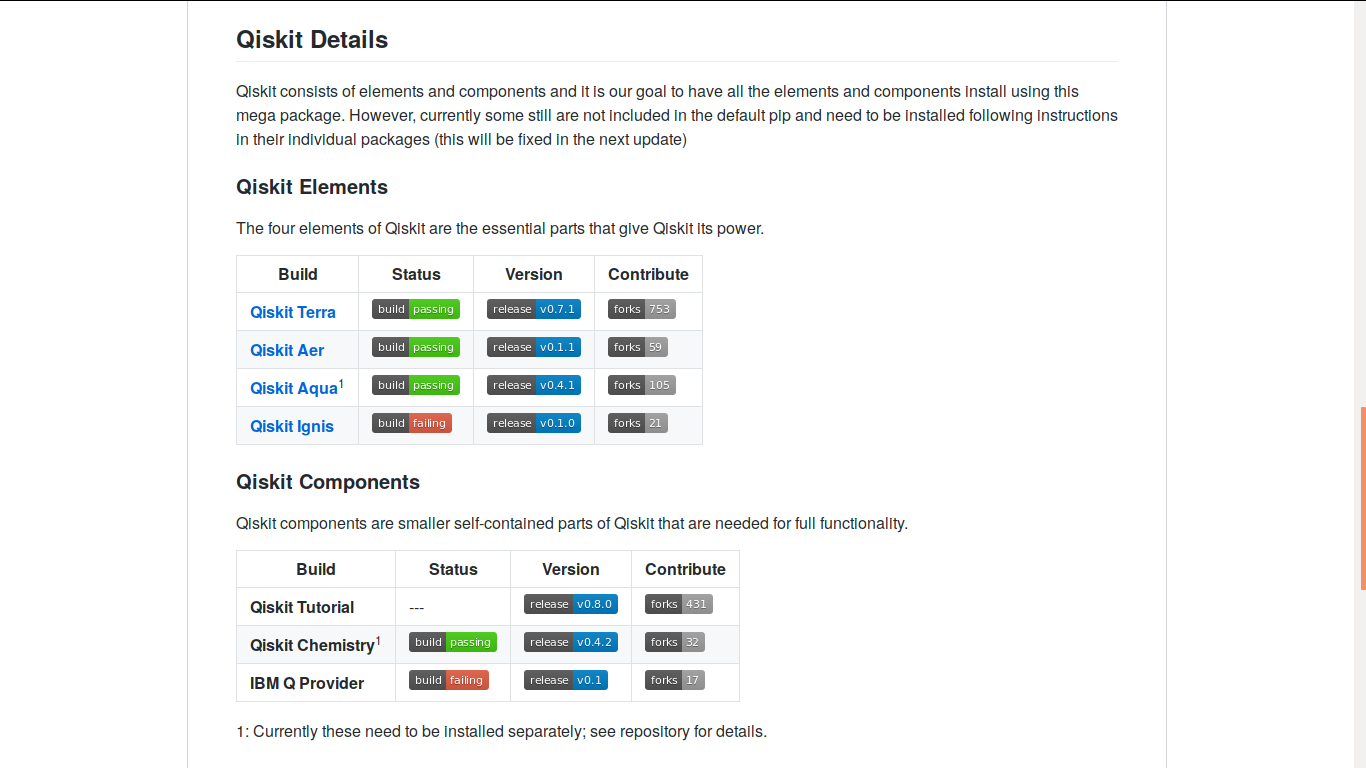 Qiskit Details
Qiskit consists of elements and components and it is our goal to have all the elements and components install using this
mega package. However, currently some still are not included in the default pip and need to be installed following instructions
in their individual packages (this will be fixed in the next update)
Qiskit Elements
The four elements of Qiskit are the essential parts that give Qiskit its power.
Build Status Version Contribute
Qiskit Terra build passing release v0.7.1 forks 753
Qiskit Aer build passing release v0.1.1 forks 59
Qiskit Aqua1 build passing release v0.4.1 forks 105
Qiskit Ignis build failing release v0.1.0 forks 21
Qiskit Components
Qiskit components are smaller self-contained parts of Qiskit that are needed for full functionality.
Build Status Version Contribute
Qiskit Tutorial --- release v0.8.0 forks 431
Qiskit Chemistry1 build passing release v0.4.2 forks 32
IBM Q Provider build failing release v0.1 forks 17
1: Currently these need to be installed separately; see repository for details.